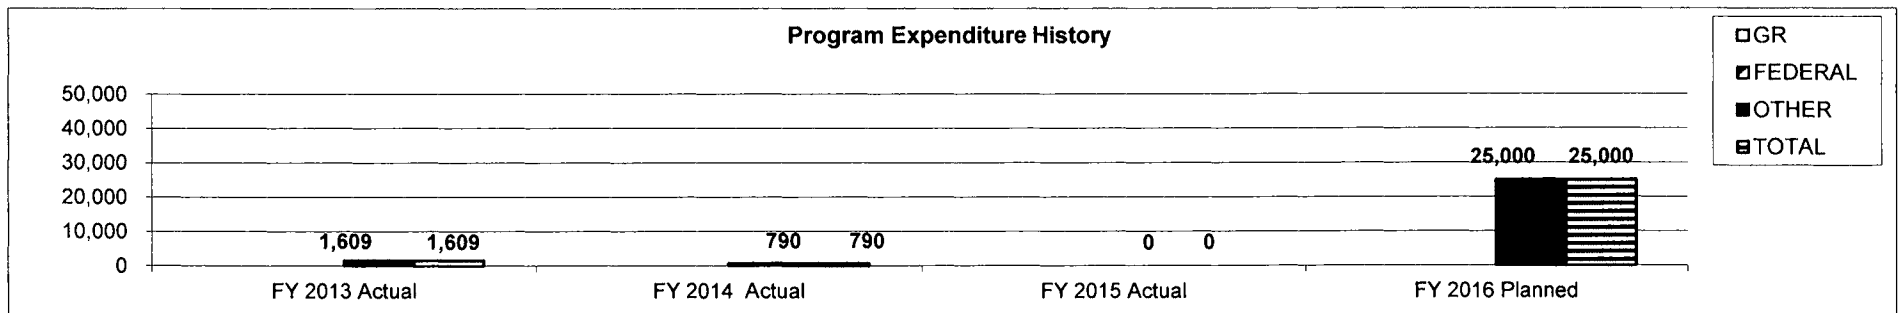 Program Expenditure History
GR
FEDERAL
OTHER
TOTAL
50,000
40,000
30,000
20,000
10,000
0
1,609 1,609
790 790
0 0
25,000 25,000
FY 2013 Actual
FY 2014 Actual
FY 2015 Actual
FY 2016 Planned